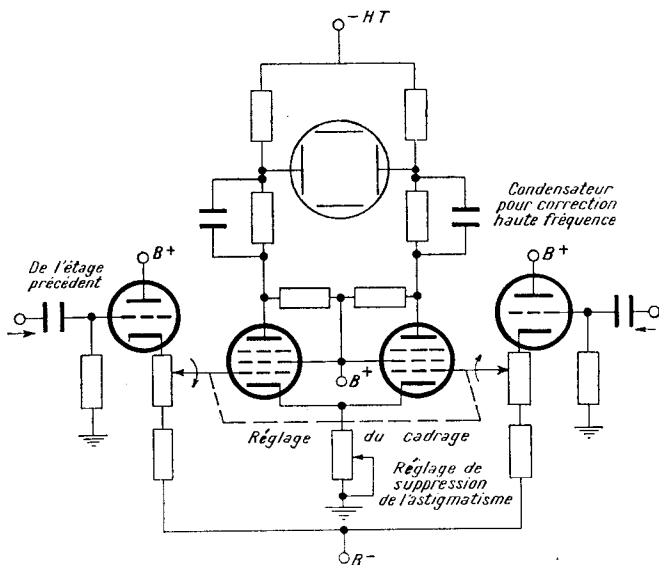 -HT
Condensateur
pour correction
haute fréquence
B+
De l'étage
précédent
B+
B+
Réglage du cadrage
Réglage de
suppression
de l'astigmatisme
B-